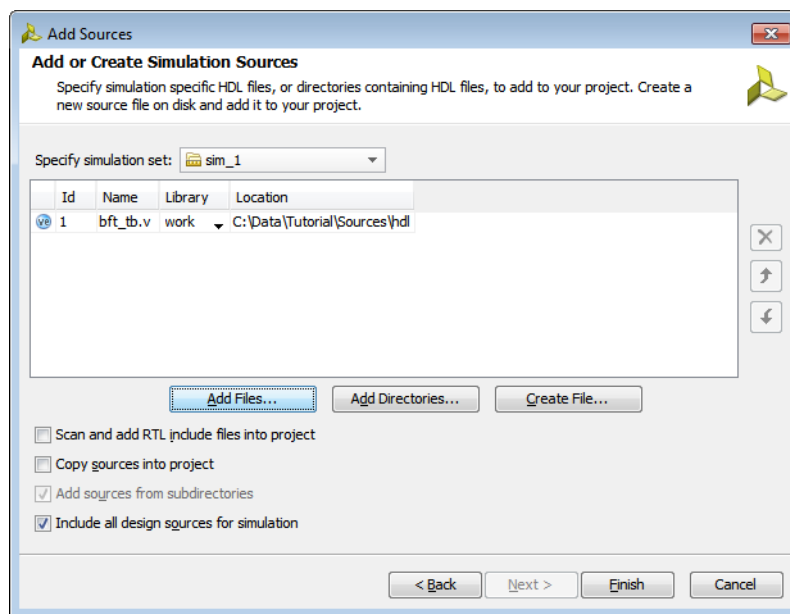 Add Sources
Add or Create Simulation Sources
Specify simulation specific HDL files, or directories containing HDL files, to add to your project. Create a
new source file on disk and add it to your project.
Specify simulation set: sim_1
Id Name Library Location
1 bft_tb.v work C:\Data\Tutorial\Sources\hdl
Add Files... Add Directories... Create File...
Scan and add RTL include files into project
Copy sources into project
Add sources from subdirectories
Include all design sources for simulation
< Back Next > Finish Cancel